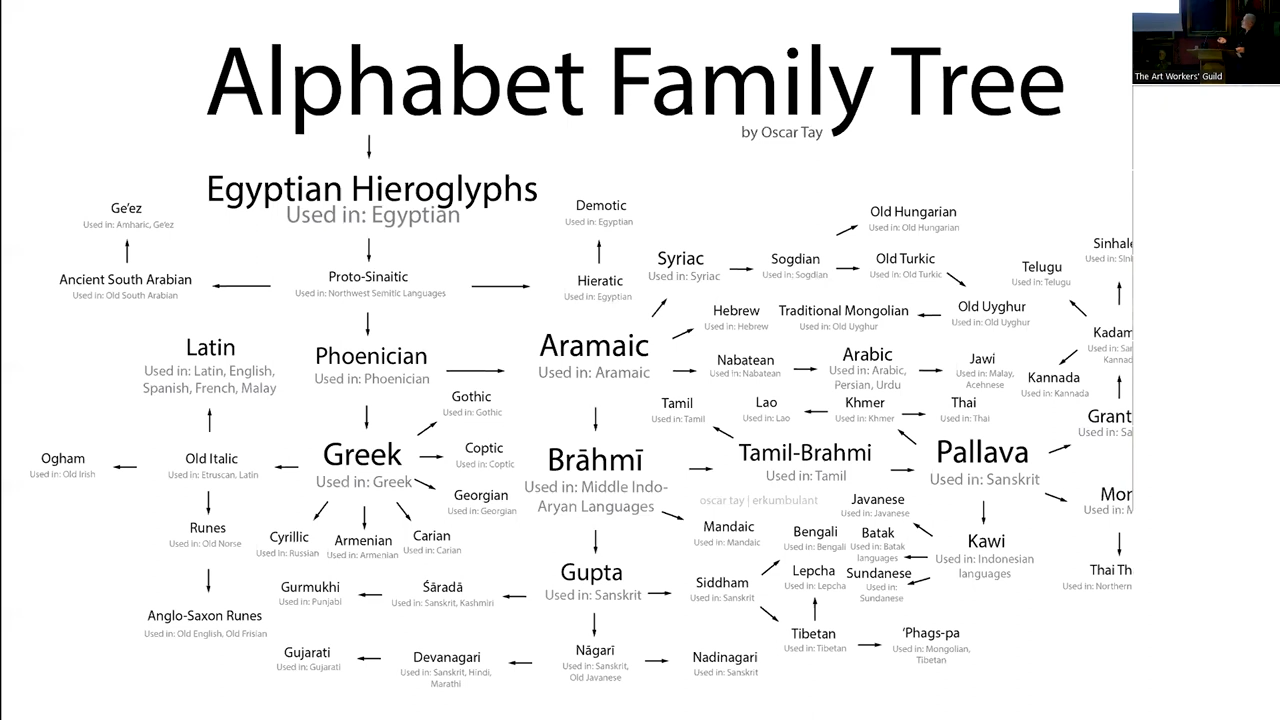 Alphabet Family Tree
by Oscar Tay
The Art Workers' Guild
Egyptian Hieroglyphs
Used in: Egyptian
Ge'ez
Used in: Amharic, Ge'ez
Demotic
Used in: Egyptian
Old Hungarian
Used in: Old Hungarian
Ancient South Arabian
Used in: Old South Arabian
Proto-Sinaitic
Used in: Northwest Semitic Languages
Hieratic
Used in: Egyptian
Syriac
Used in: Syriac
Sogdian
Used in: Sogdian
Old Turkic
Used in: Old Turkic
Telugu
Used in: Telugu
Hebrew
Used in: Hebrew
Traditional Mongolian
Used in: Old Uyghur
Old Uyghur
Used in: Old Uyghur
Latin
Used in: Latin, English,
Spanish, French, Malay
Phoenician
Used in: Phoenician
Aramaic
Used in: Aramaic
Nabatean
Used in: Nabatean
Arabic
Used in: Arabic,
Persian, Urdu
Jawi
Used in: Malay,
Acehnese
Kannada
Used in: Kannada
Gothic
Used in: Gothic
Tamil
Used in: Tamil
Lao
Used in: Lao
Khmer
Used in: Khmer
Thai
Used in: Thai
Ogham
Used in: Old Irish
Old Italic
Used in: Etruscan, Latin
Greek
Used in: Greek
Coptic
Used in: Coptic
Brāhmī
Used in: Middle Indo-
Aryan Languages
Tamil-Brahmi
Used in: Tamil
Pallava
Used in: Sanskrit
Georgian
Used in: Georgian
oscar tay | erkumbulant
Javanese
Used in: Javanese
Runes
Used in: Old Norse
Cyrillic
Used in: Russian
Armenian
Used in: Armenian
Carian
Used in: Carian
Mandaic
Used in: Mandaic
Bengali
Used in: Bengali
Batak
Used in: Batak
languages
Kawi
Used in: Indonesian
languages
Gurmukhi
Used in: Punjabi
Śāradā
Used in: Sanskrit, Kashmiri
Gupta
Used in: Sanskrit
Siddham
Used in: Sanskrit
Lepcha
Used in: Lepcha
Sundanese
Used in:
Sundanese
Anglo-Saxon Runes
Used in: Old English, Old Frisian
Tibetan
Used in: Tibetan
'Phags-pa
Used in: Mongolian,
Tibetan
Gujarati
Used in: Gujarati
Devanagari
Used in: Sanskrit, Hindi,
Marathi
Nāgarī
Used in: Sanskrit,
Old Javanese
Nadinagari
Used in: Sanskrit
Used in: Northern